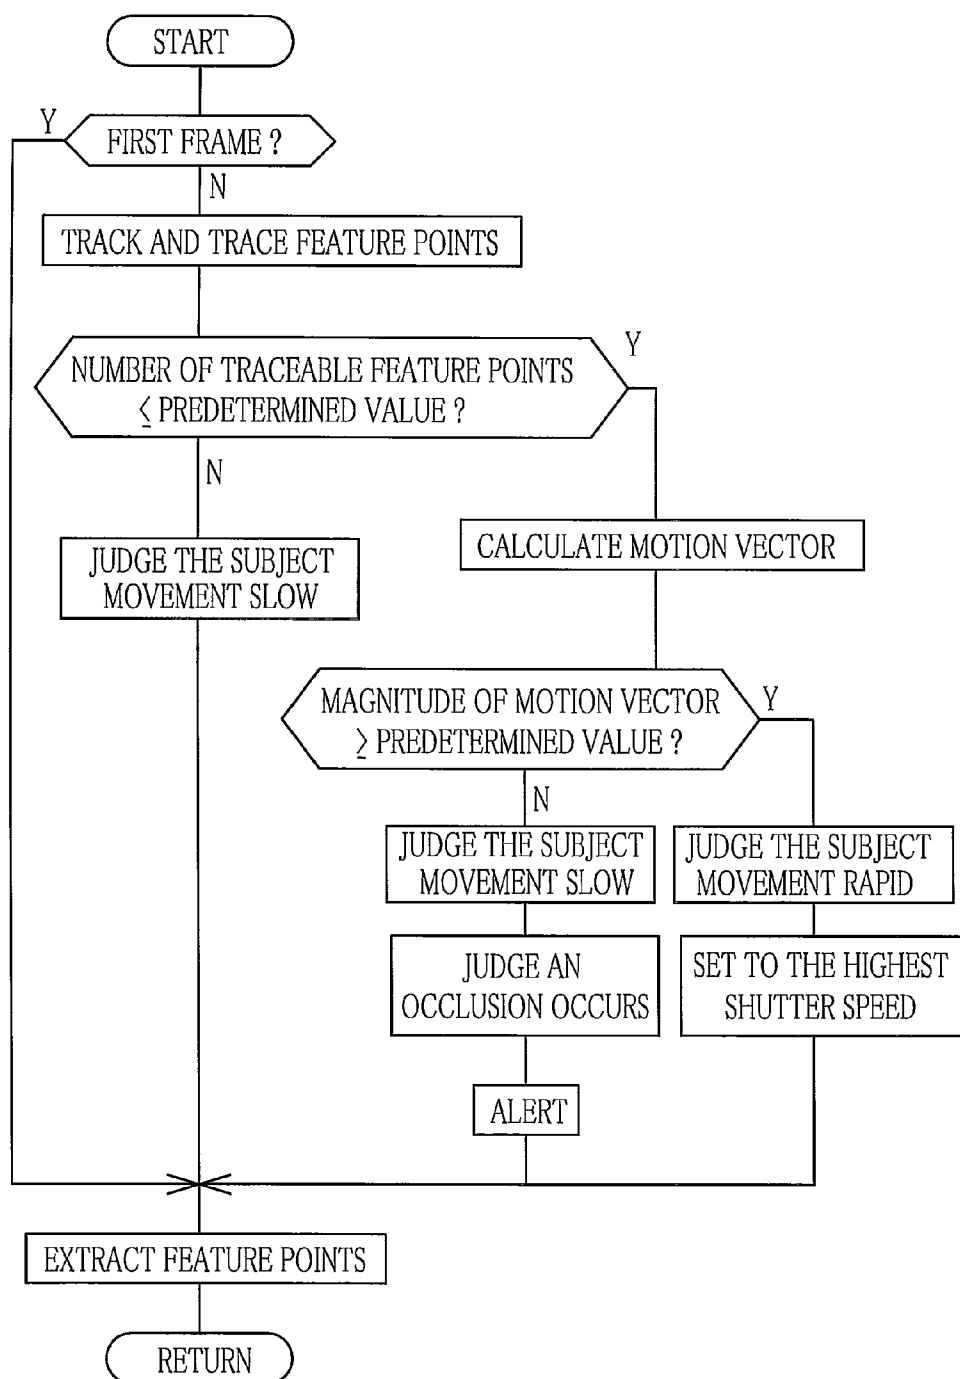 START
Y
FIRST FRAME ?
N
TRACK AND TRACE FEATURE POINTS
Y
NUMBER OF TRACEABLE FEATURE POINTS
≤ PREDETERMINED VALUE ?
N
CALCULATE MOTION VECTOR
JUDGE THE SUBJECT
MOVEMENT SLOW
MAGNITUDE OF MOTION VECTOR
≥ PREDETERMINED VALUE ?
Y
N
JUDGE THE SUBJECT
MOVEMENT SLOW
JUDGE THE SUBJECT
MOVEMENT RAPID
JUDGE AN
OCCLUSION OCCURS
SET TO THE HIGHEST
SHUTTER SPEED
ALERT
EXTRACT FEATURE POINTS
RETURN